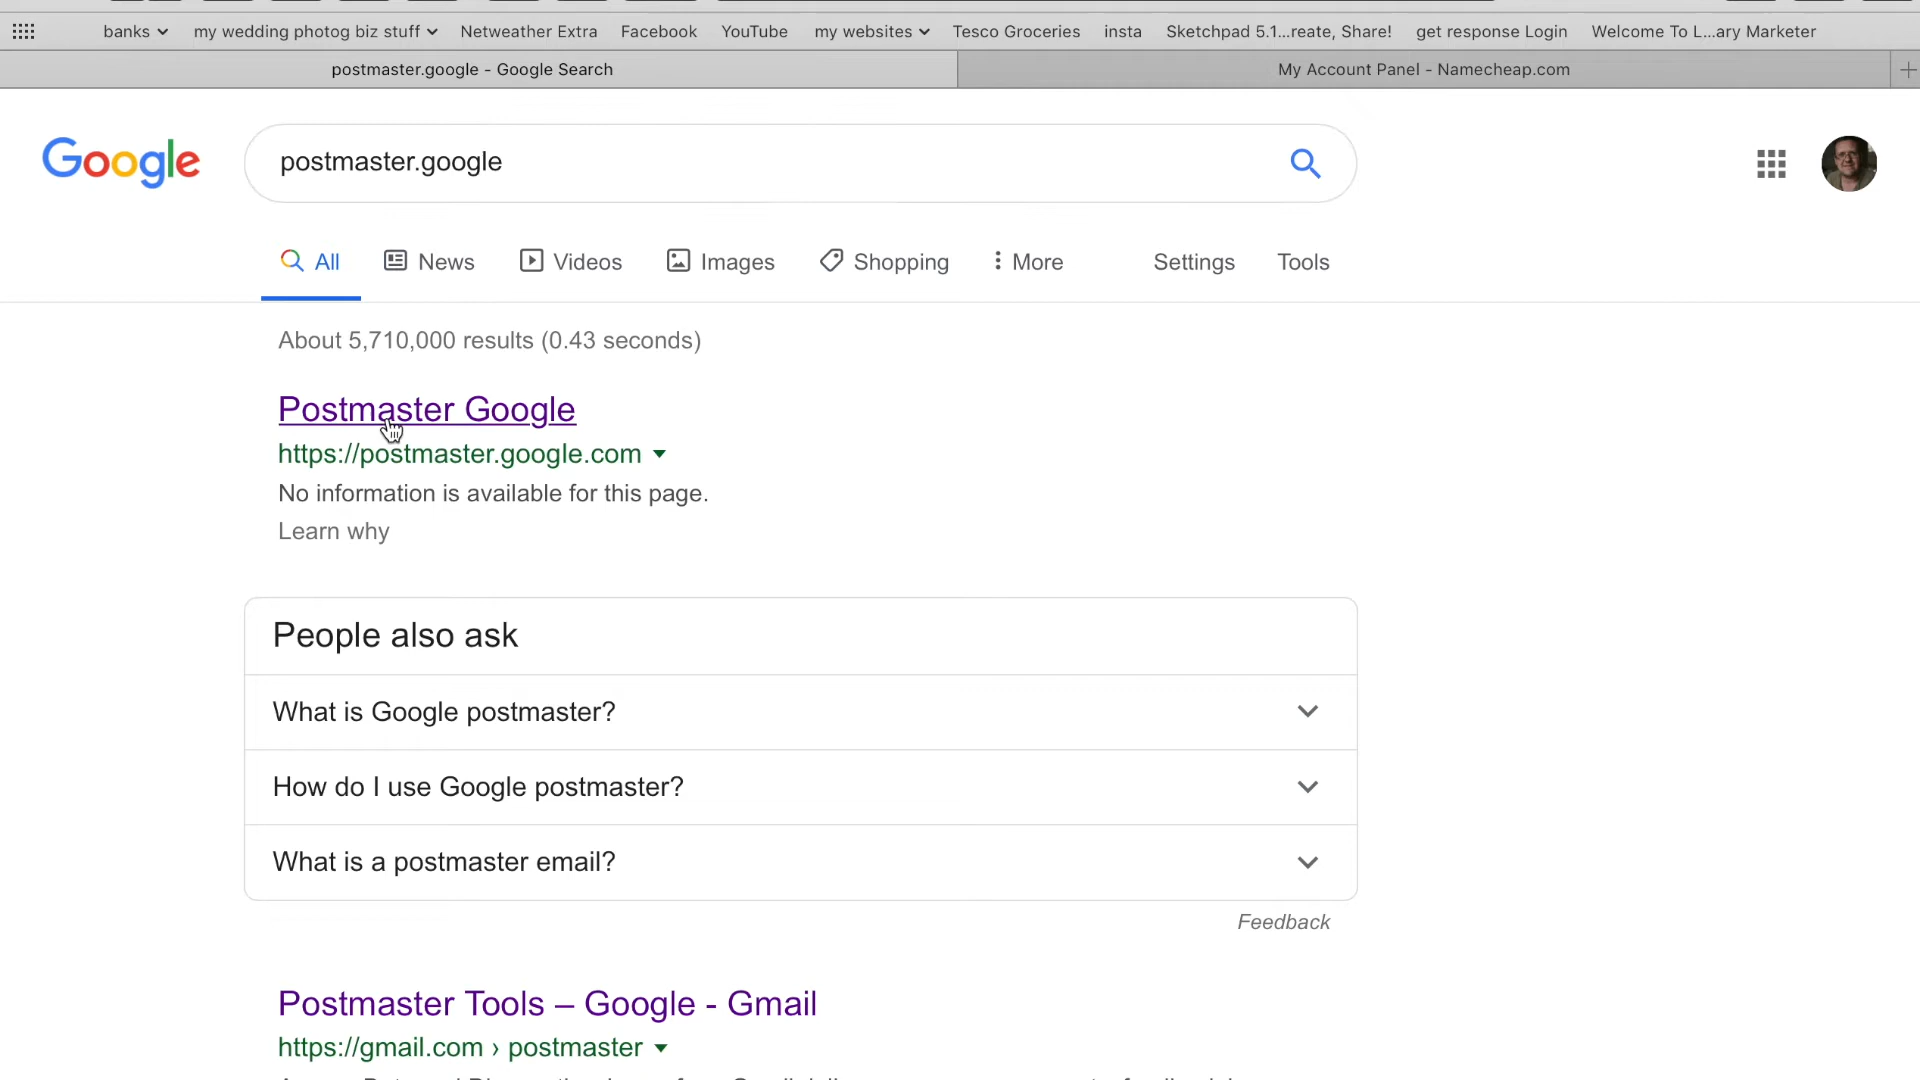 banks my wedding photog biz stuff Netweather Extra Facebook YouTube my websites Tesco Groceries insta Sketchpad 5.1...reate, Share! get response Login Welcome To L...ary Marketer
postmaster.google - Google Search My Account Panel - Namecheap.com
Google postmaster.google
All News Videos Images Shopping More Settings Tools
About 5,710,000 results (0.43 seconds)
Postmaster Google
https://postmaster.google.com
No information is available for this page.
Learn why
People also ask
What is Google postmaster?
How do I use Google postmaster?
What is a postmaster email?
Feedback
Postmaster Tools – Google - Gmail
https://gmail.com › postmaster